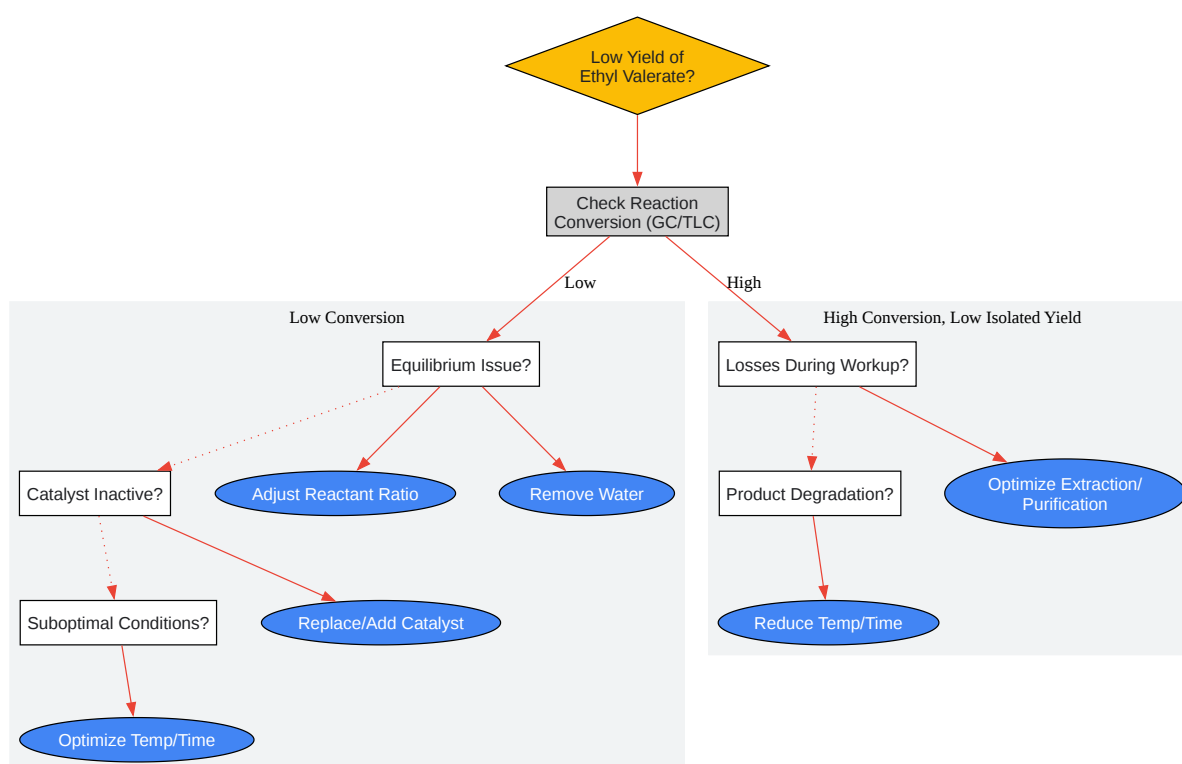 Low Yield of
Ethyl Valerate?
Check Reaction
Conversion (GC/TLC)
Low
High
Low Conversion
High Conversion, Low Isolated Yield
Equilibrium Issue?
Losses During Workup?
Catalyst Inactive?
Adjust Reactant Ratio
Remove Water
Product Degradation?
Optimize Extraction/
Purification
Suboptimal Conditions?
Replace/Add Catalyst
Reduce Temp/Time
Optimize Temp/Time